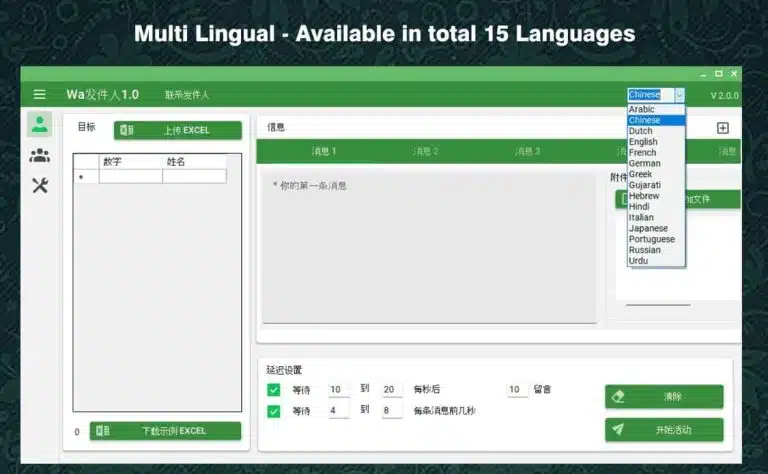 Multi Lingual - Available in total 15 Languages
Wa发件人1.0 联系发件人 Chinese V 2.0.0
Arabic
Chinese
Dutch
English
French
German
Greek
Gujarati
Hebrew
Hindi
Italian
Japanese
Portuguese
Russian
Urdu
目标 上传 EXCEL
数字 姓名
*
0 下载示例 EXCEL
信息
消息 1 消息 2 消息 3 消息
* 你的第一条消息
附件
加文件
延迟设置
等待 10 到 20 每秒后 10 留言
等待 4 到 8 每条消息前几秒
清除
开始活动